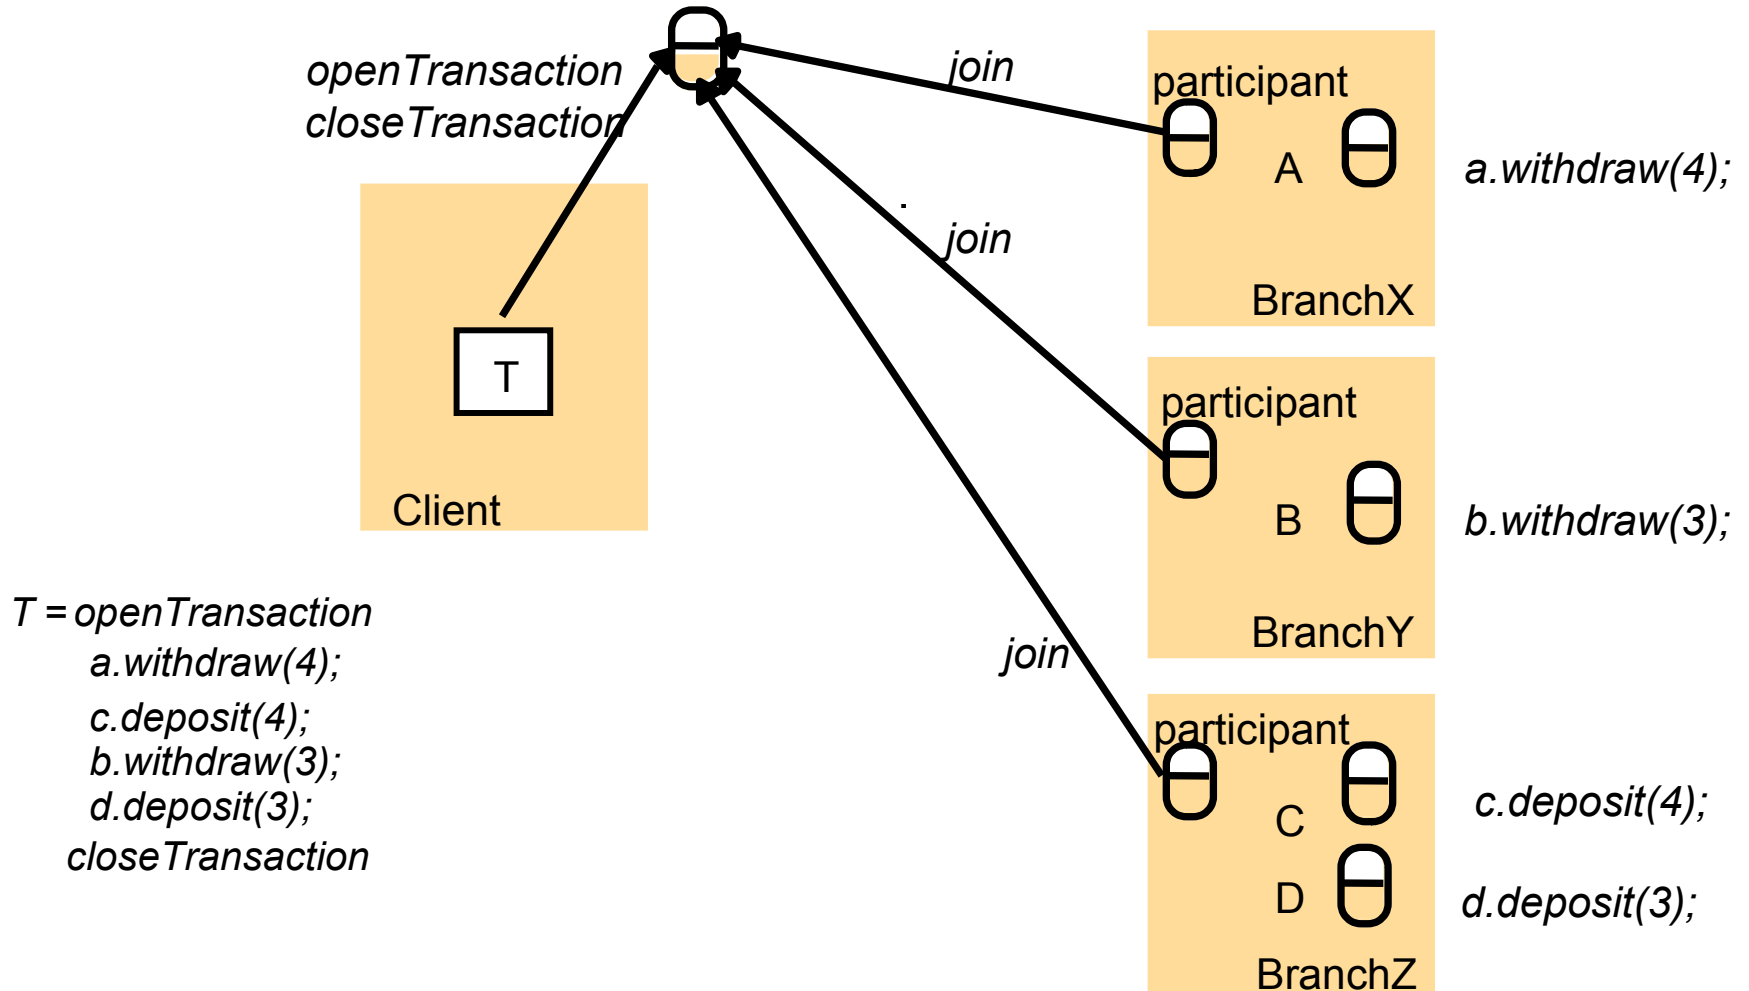 openTransaction
closeTransaction
join
participant
A
a.withdraw(4);
BranchX
join
participant
B
b.withdraw(3);
BranchY
T
Client
T = openTransaction
a.withdraw(4);
c.deposit(4);
b.withdraw(3);
d.deposit(3);
closeTransaction
join
participant
C
c.deposit(4);
D
d.deposit(3);
BranchZ